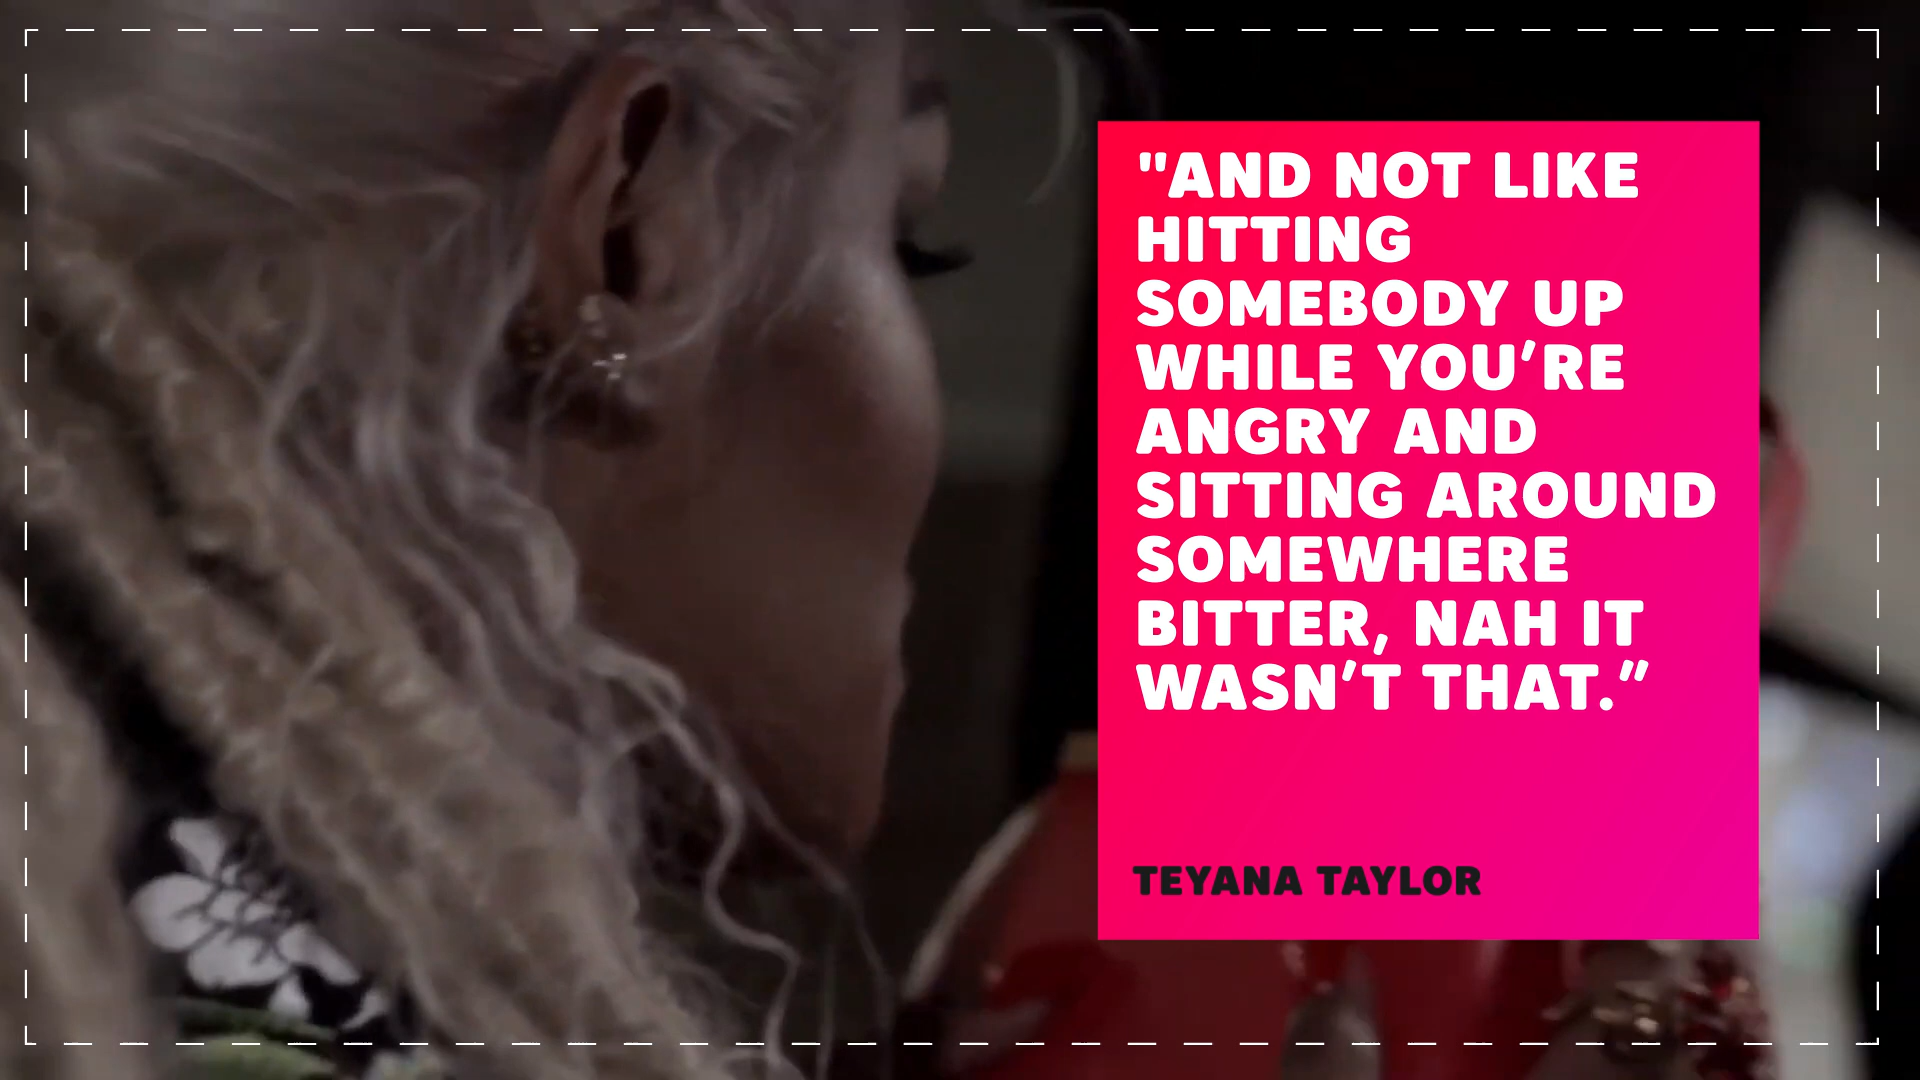 "AND NOT LIKE
HITTING
SOMEBODY UP
WHILE YOU’RE
ANGRY AND
SITTING AROUND
SOMEWHERE
BITTER, NAH IT
WASN’T THAT.”
TEYANA TAYLOR